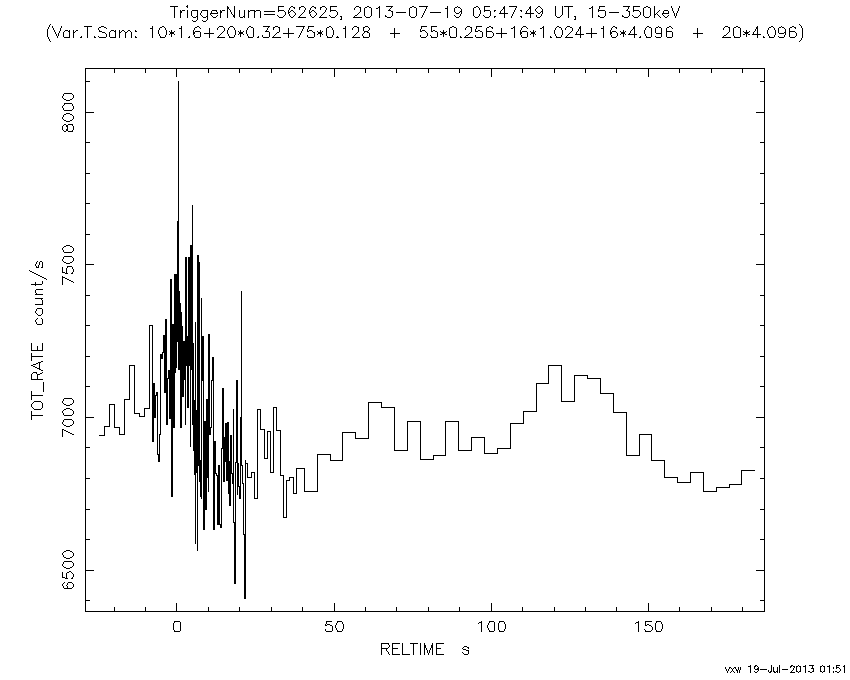 TriggerNum=562625, 2013-07-19 05:47:49 UT, 15-350keV
(Var.T.Sam: 10*1.6+20*0.32+75*0.128 + 55*0.256+16*1.024+16*4.096 + 20*4.096)
8000
7500
7000
6500
TOT_RATE count/s
0 50 100 150
RELTIME s
vxw 19-Jul-2013 01:51